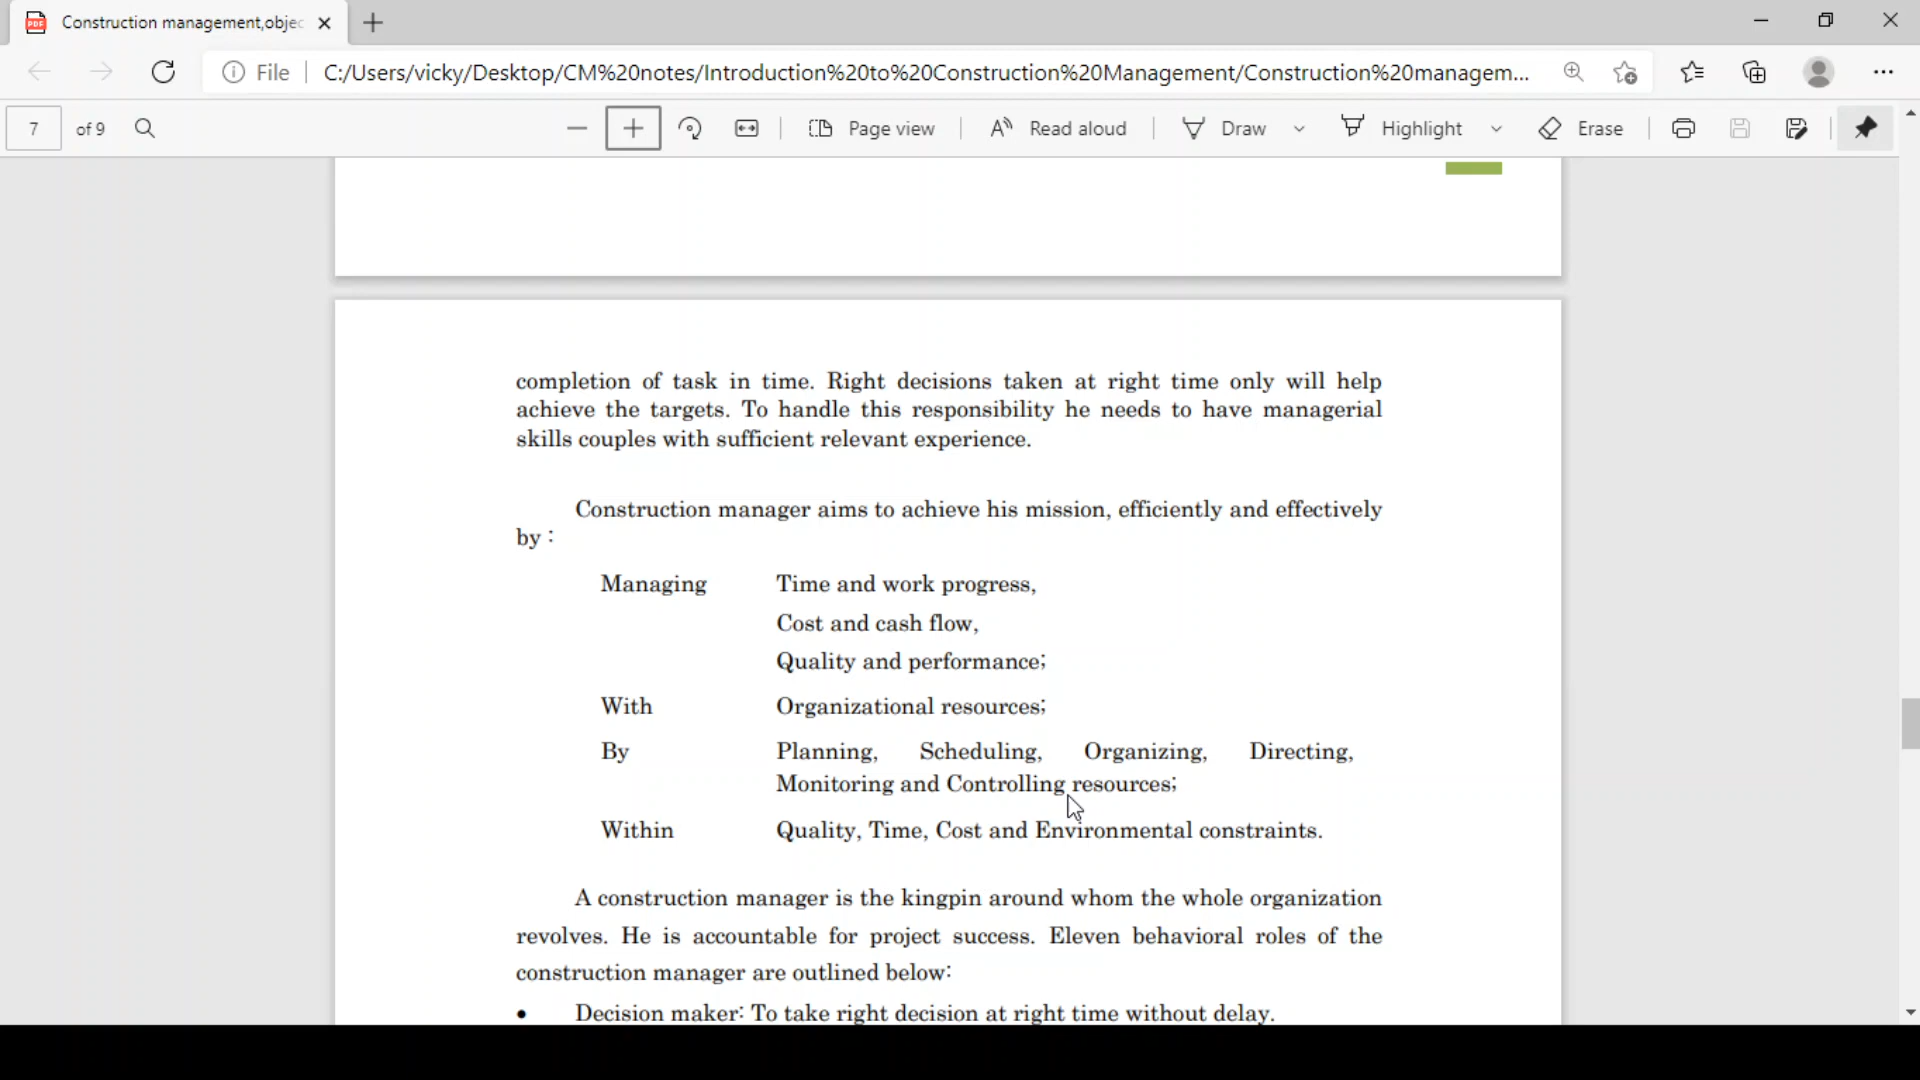 Construction management,objec
File C:/Users/vicky/Desktop/CM%20notes/Introduction%20to%20Construction%20Management/Construction%20managem...
7 of 9 Page view Read aloud Draw Highlight Erase
completion of task in time. Right decisions taken at right time only will help
achieve the targets. To handle this responsibility he needs to have managerial
skills couples with sufficient relevant experience.
Construction manager aims to achieve his mission, efficiently and effectively
by :
Managing Time and work progress,
Cost and cash flow,
Quality and performance;
With Organizational resources;
By Planning, Scheduling, Organizing, Directing,
Monitoring and Controlling resources;
Within Quality, Time, Cost and Environmental constraints.
A construction manager is the kingpin around whom the whole organization
revolves. He is accountable for project success. Eleven behavioral roles of the
construction manager are outlined below:
• Decision maker: To take right decision at right time without delay.